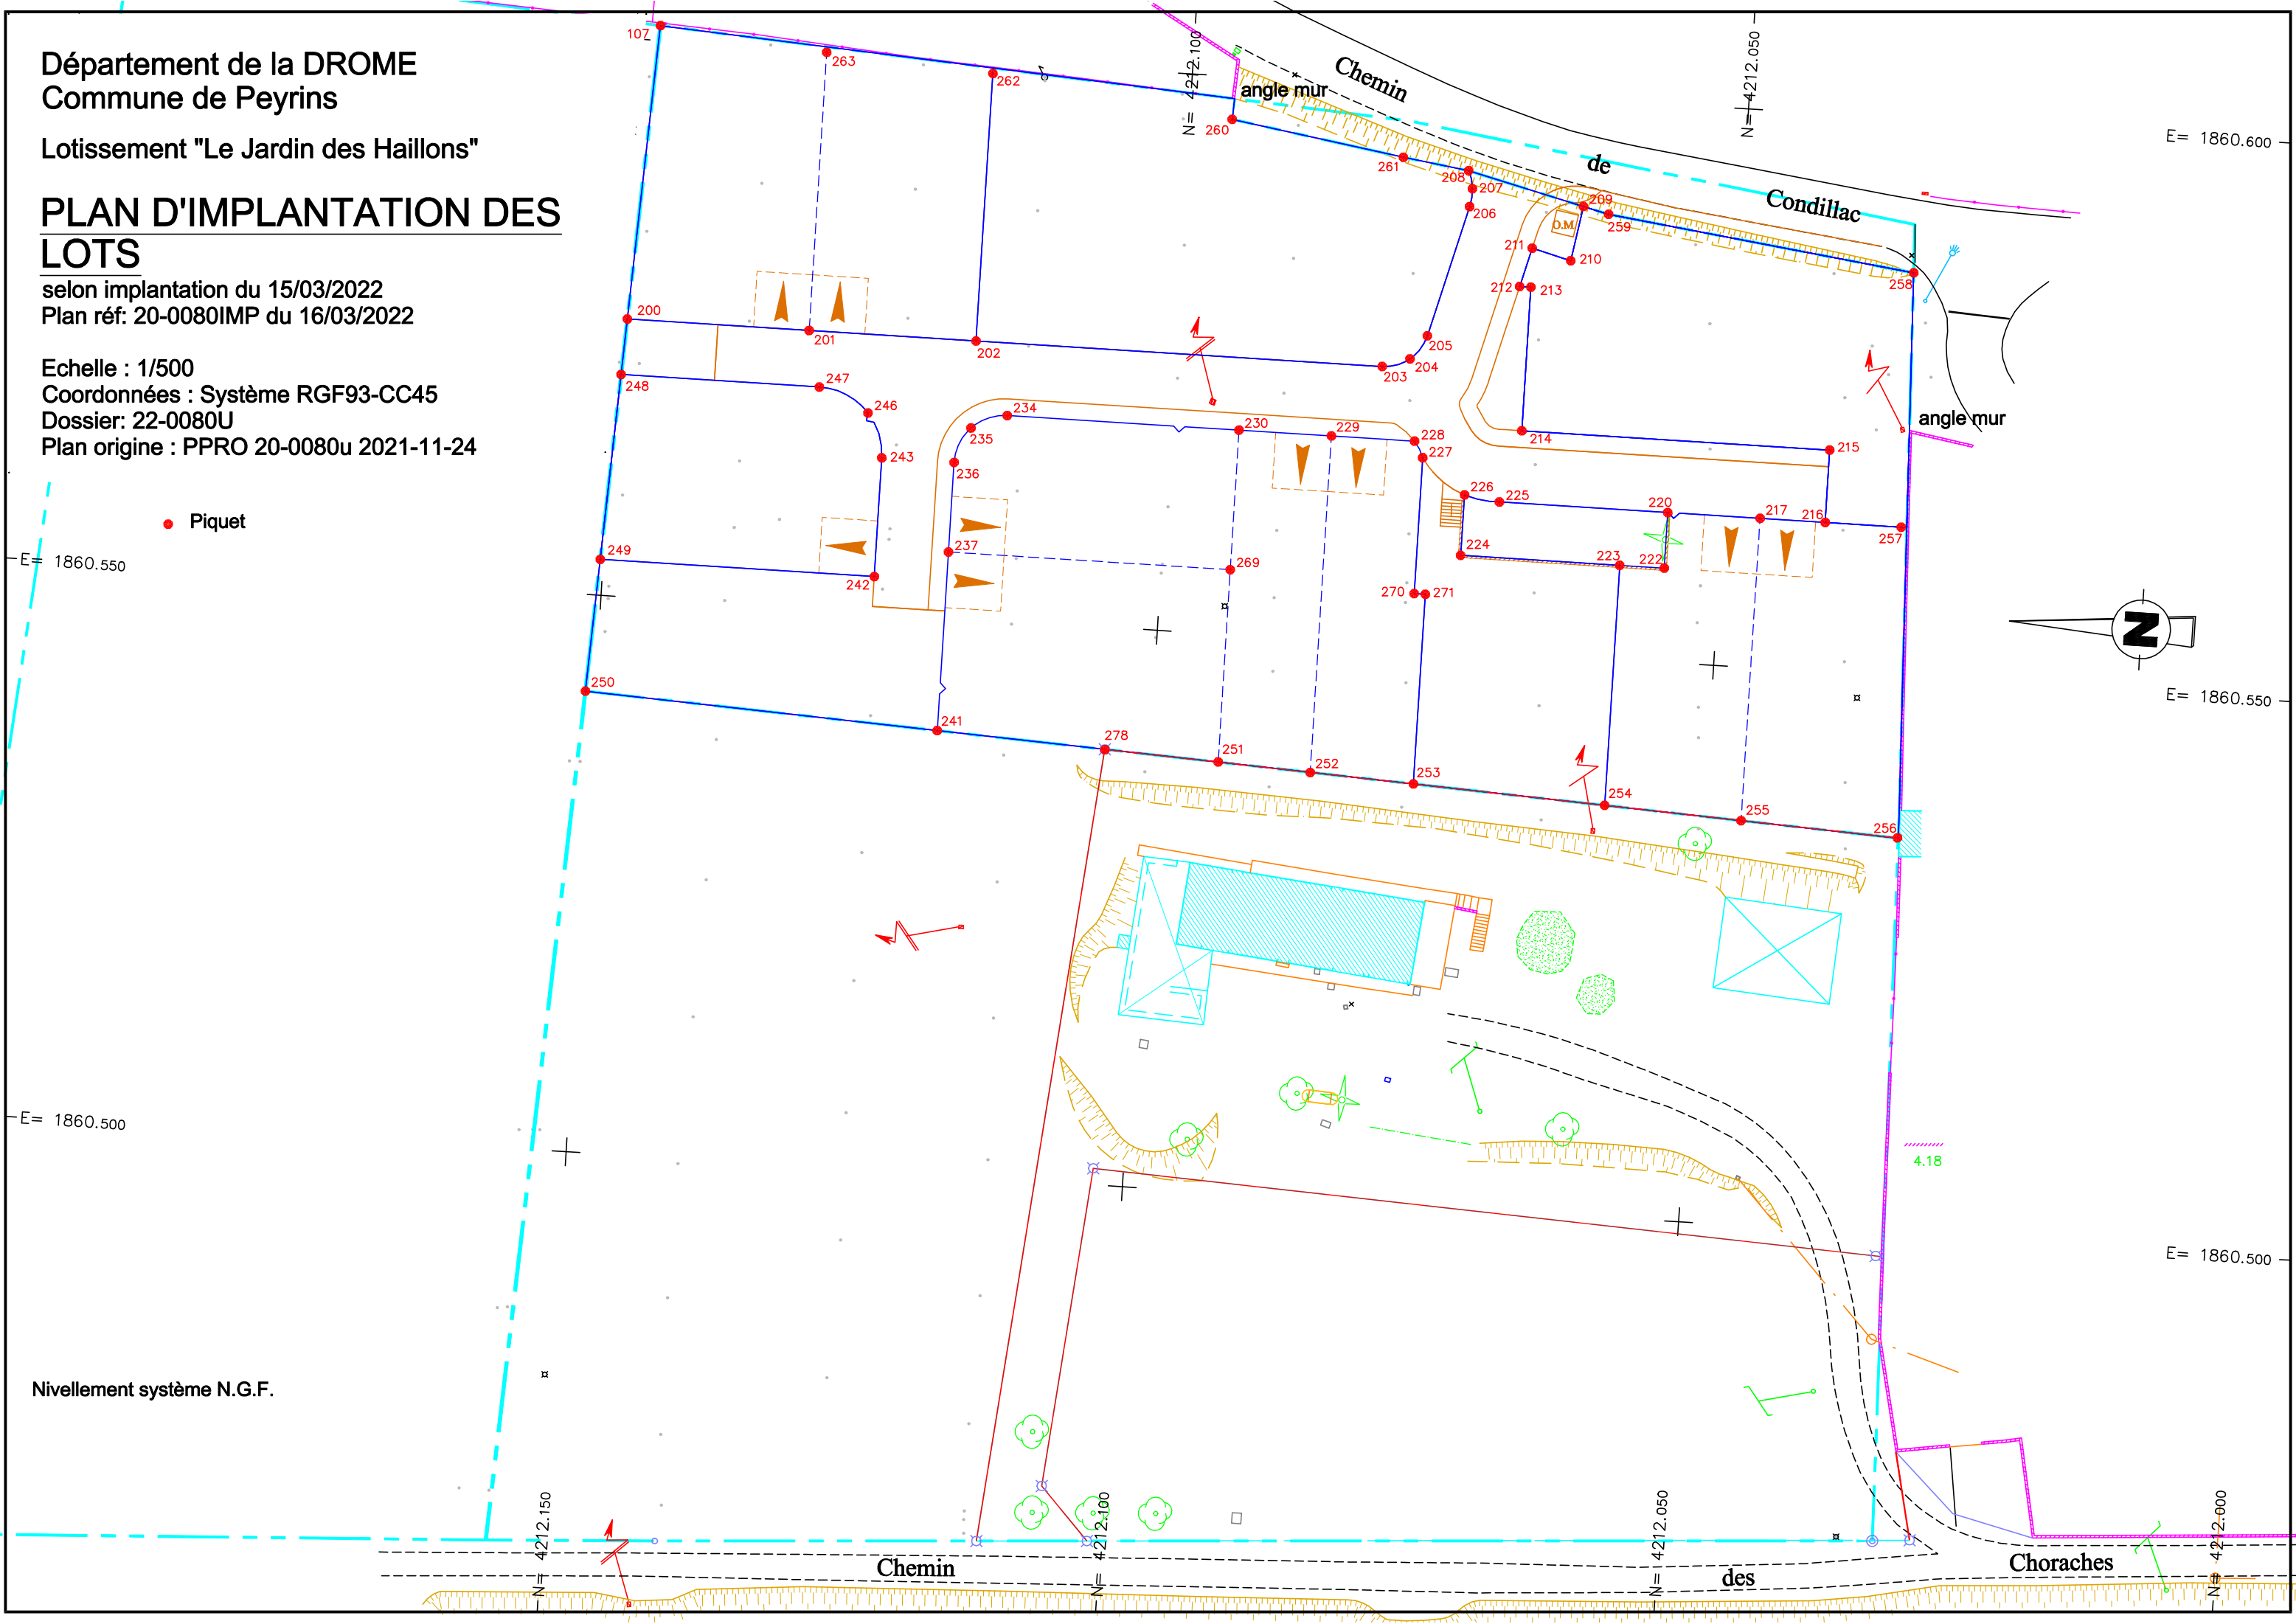 Département de la DROME
Commune de Peyrins
Lotissement "Le Jardin des Haillons"
PLAN D'IMPLANTATION DES
LOTS
selon implantation du 15/03/2022
Plan réf: 20-0080IMP du 16/03/2022
Echelle : 1/500
Coordonnées : Système RGF93-CC45
Dossier: 22-0080U
Plan origine : PPRO 20-0080u 2021-11-24
Piquet
107
263
262
N= 4212.100
angle mur
Chemin
N= 4212.050
E= 1860.600
260
261
208
de
207
209
Condillac
206
259
O.M
211
210
258
212
213
200
201
202
205
204
203
248
247
246
234
angle mur
235
230
229
228
214
215
243
236
227
226
225
220
217
216
257
E= 1860.550
249
237
269
224
223
222
242
270
271
N
250
E= 1860.550
241
278
251
252
253
254
255
256
E= 1860.500
4.18
E= 1860.500
Nivellement système N.G.F.
N= 4212.150
N= 4212.100
N= 4212.050
N= 4212.000
Chemin
des
Choraches